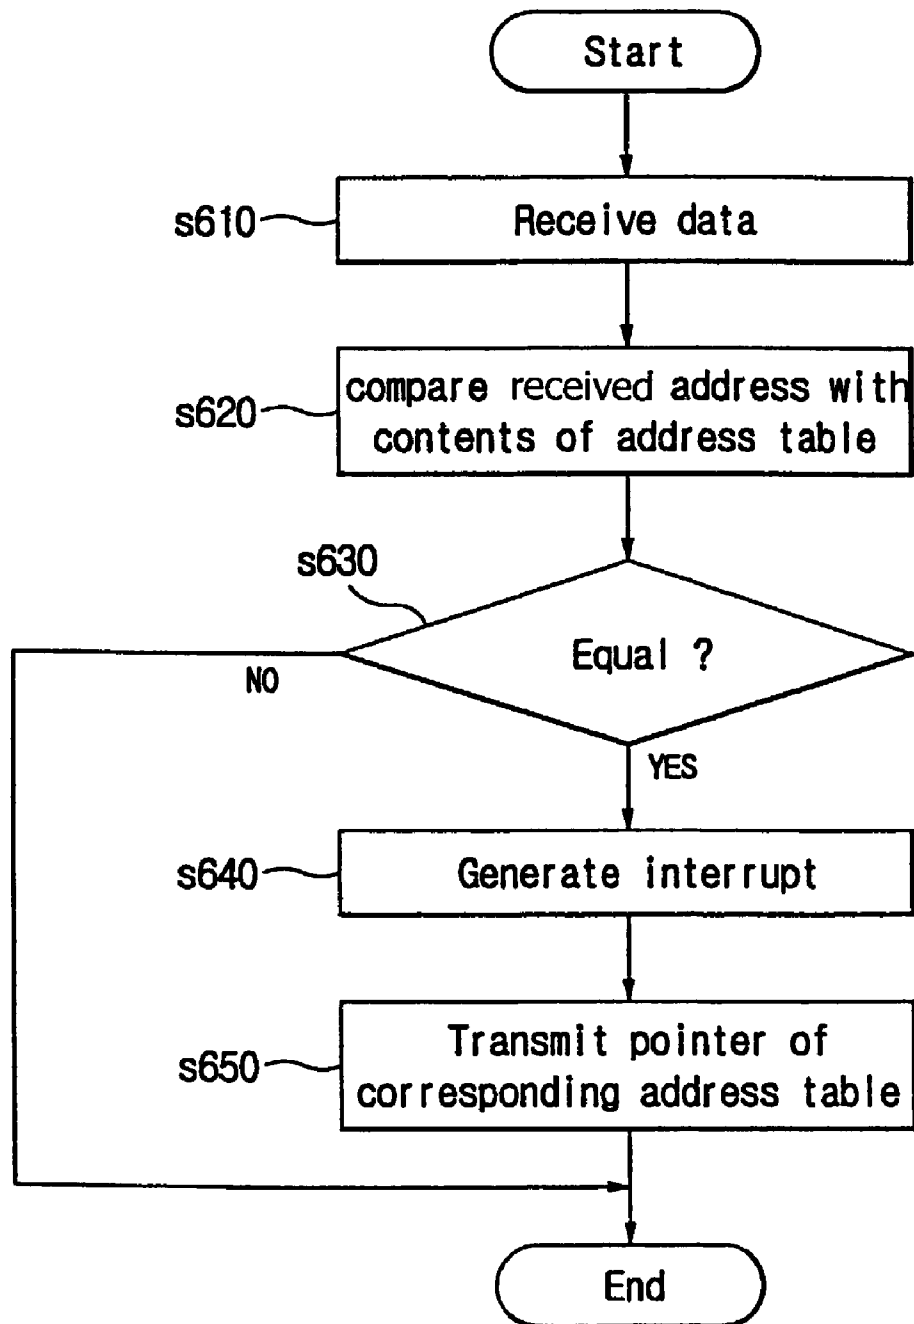 Start
s610
Receive data
s620
compare received address with
contents of address table
s630
Equal ?
NO
YES
s640
Generate interrupt
s650
Transmit pointer of
corresponding address table
End